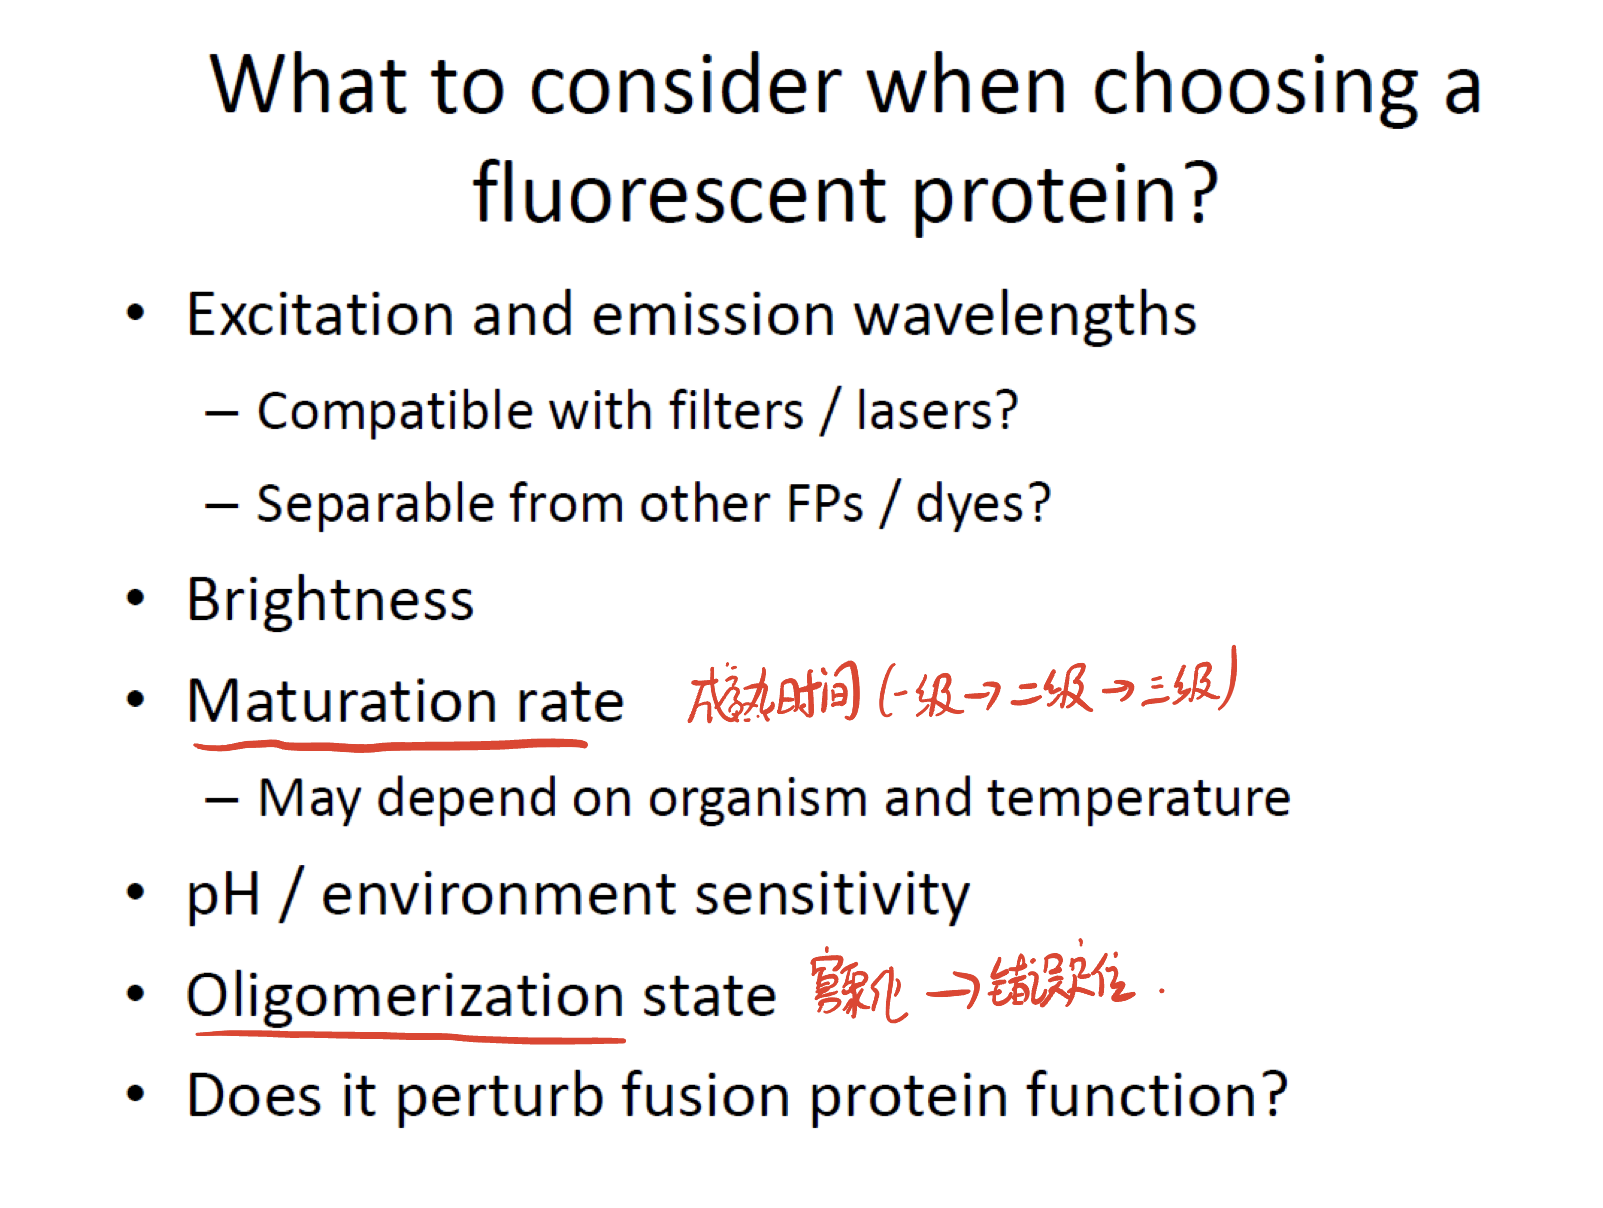 What to consider when choosing a
fluorescent protein?
• Excitation and emission wavelengths
– Compatible with filters / lasers?
– Separable from other FPs / dyes?
• Brightness
• Maturation rate 成熟时间 (一级→二级→三级)
– May depend on organism and temperature
• pH / environment sensitivity
• Oligomerization state 寡聚化 → 错误定位.
• Does it perturb fusion protein function?